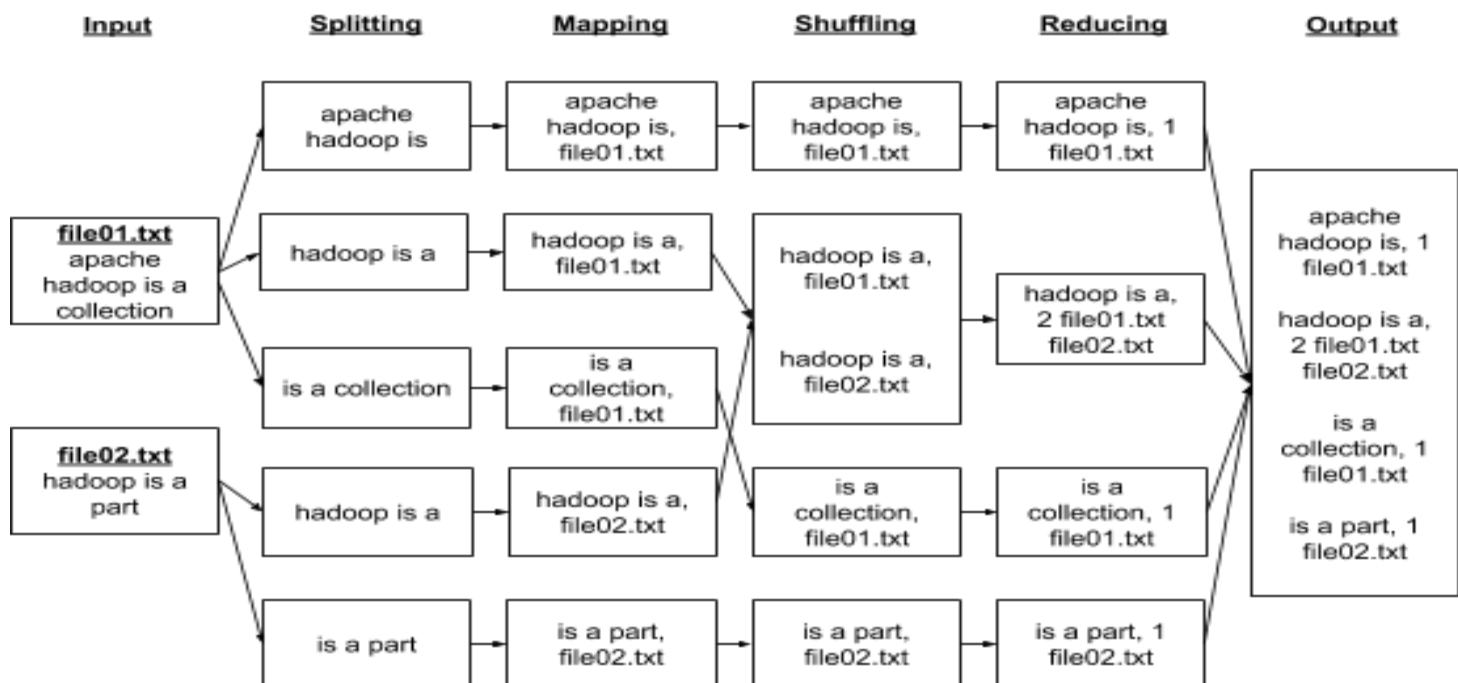 Input
Splitting
Mapping
Shuffling
Reducing
Output
file01.txt
apache
hadoop is a
collection
file02.txt
hadoop is a
part
apache
hadoop is
hadoop is a
is a collection
hadoop is a
is a part
apache
hadoop is,
file01.txt
hadoop is a,
file01.txt
is a
collection,
file01.txt
hadoop is a,
file02.txt
is a part,
file02.txt
apache
hadoop is,
file01.txt
hadoop is a,
file01.txt
hadoop is a,
file02.txt
is a
collection,
file01.txt
is a part,
file02.txt
apache
hadoop is, 1
file01.txt
hadoop is a,
2 file01.txt
file02.txt
is a
collection, 1
file01.txt
is a part, 1
file02.txt
apache
hadoop is, 1
file01.txt
hadoop is a,
2 file01.txt
file02.txt
is a
collection, 1
file01.txt
is a part, 1
file02.txt